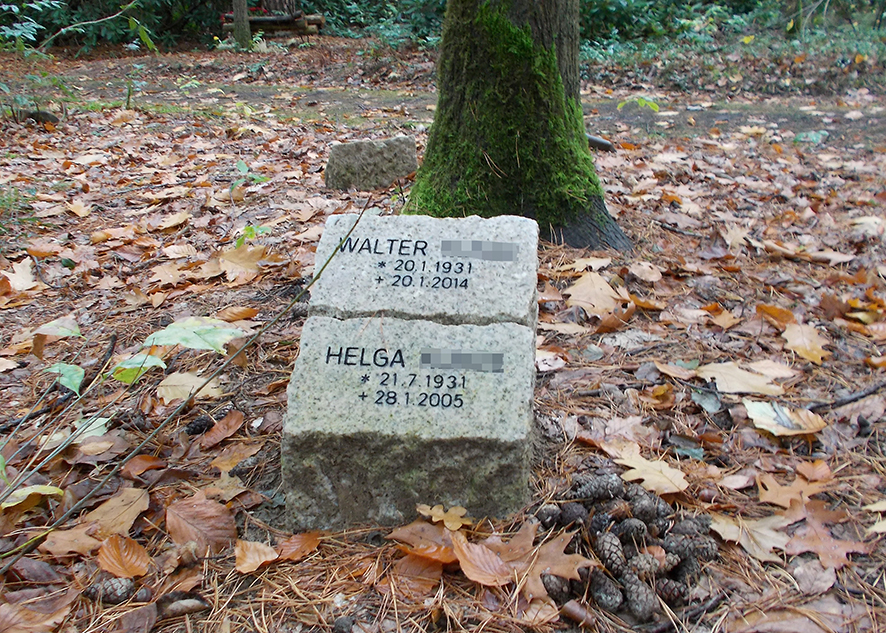 WALTER
* 20.1.1931
+ 20.1.2014
HELGA
* 21.7.1931
+ 28.1.2005